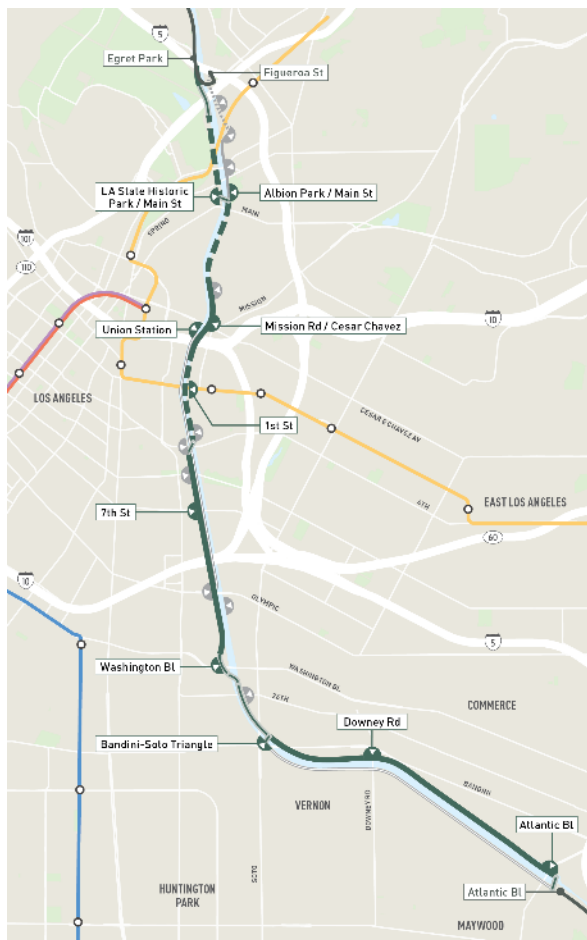 5
Egret Park
Figueroa St
LA State Historic
Park / Main St
Albion Park / Main St
MAIN
SPRING
101
110
MISSION
10
Union Station
Mission Rd / Cesar Chavez
LOS ANGELES
1st St
CESAR E CHAVEZ AV
6TH
EAST LOS ANGELES
7th St
60
10
OLYMPIC
5
Washington Bl
WASHINGTON BL
26TH
COMMERCE
Downey Rd
Bandini-Soto Triangle
BANDINI
VERNON
DOWNEY RD
Atlantic Bl
SOTO
HUNTINGTON
PARK
Atlantic Bl
MAYWOOD